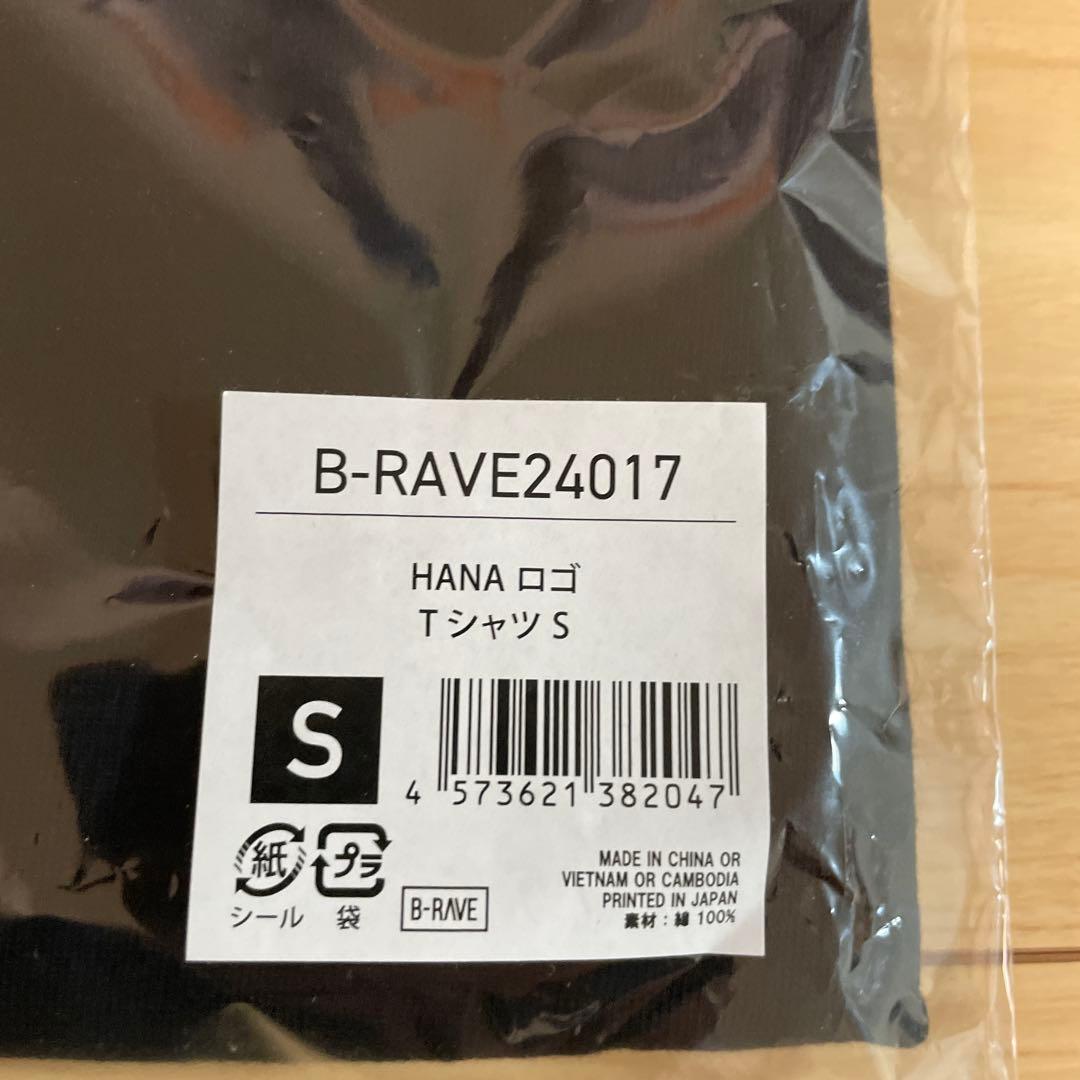 B-RAVE24017
HANA ロゴ
Tシャツ S
S
4 573621 382047
紙
プラ
シール 袋
B-RAVE
MADE IN CHINA OR
VIETNAM OR CAMBODIA
PRINTED IN JAPAN
素材：綿 100%